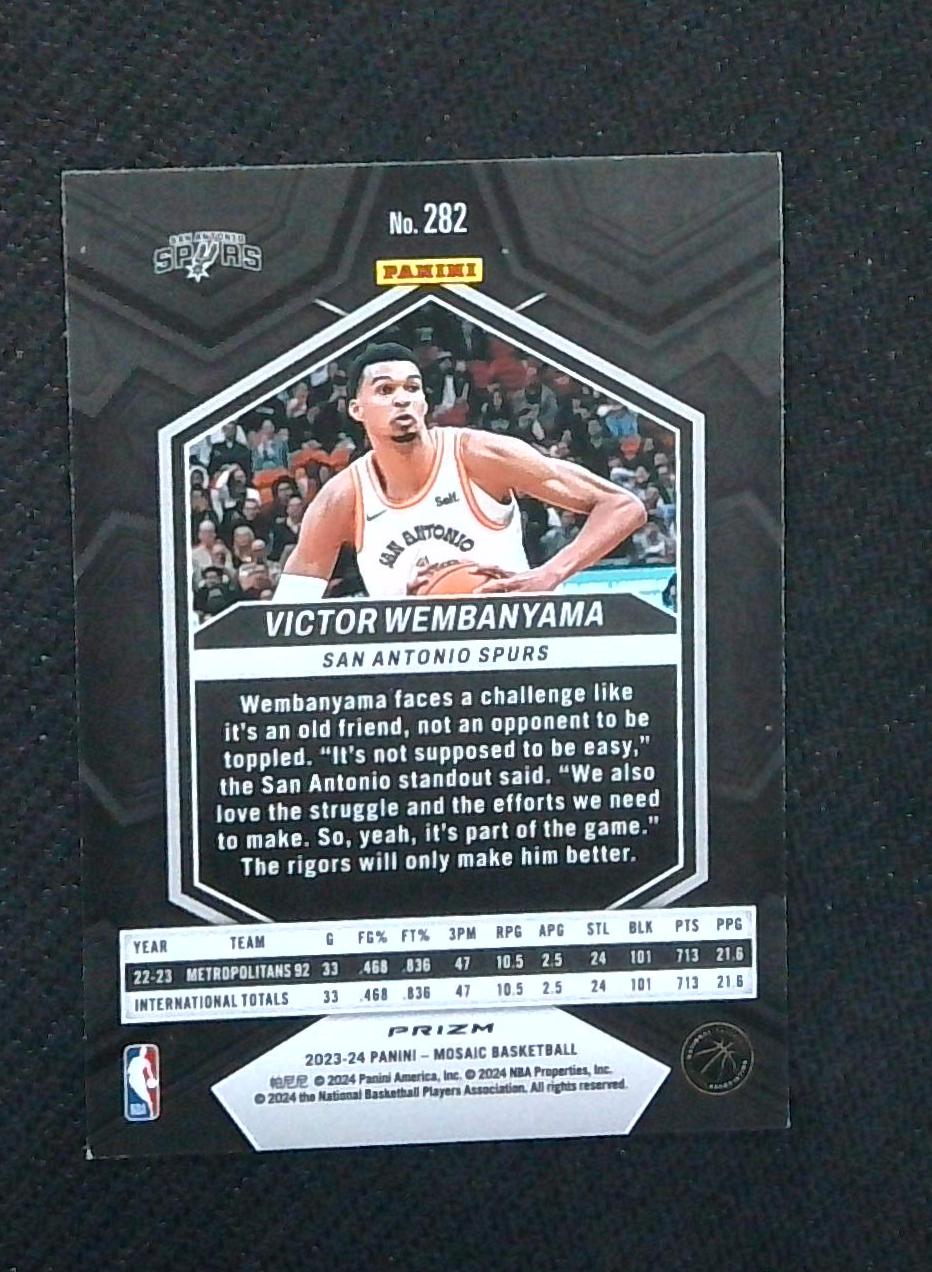 No. 282
SAN ANTONIO
SPURS
PANINI
Self.
SAN ANTONIO
VICTOR WEMBANYAMA
SAN ANTONIO SPURS
Wembanyama faces a challenge like
it's an old friend, not an opponent to be
toppled. “It's not supposed to be easy,”
the San Antonio standout said. “We also
love the struggle and the efforts we need
to make. So, yeah, it's part of the game.”
The rigors will only make him better.
YEAR TEAM G FG% FT% 3PM RPG APG STL BLK PTS PPG
22-23 METROPOLITANS 92 33 .468 .836 47 10.5 2.5 24 101 713 21.6
INTERNATIONAL TOTALS 33 .468 .836 47 10.5 2.5 24 101 713 21.6
PRIZM
2023-24 PANINI – MOSAIC BASKETBALL
帕尼尼 © 2024 Panini America, Inc. © 2024 NBA Properties, Inc.
© 2024 the National Basketball Players Association. All rights reserved.
NBA